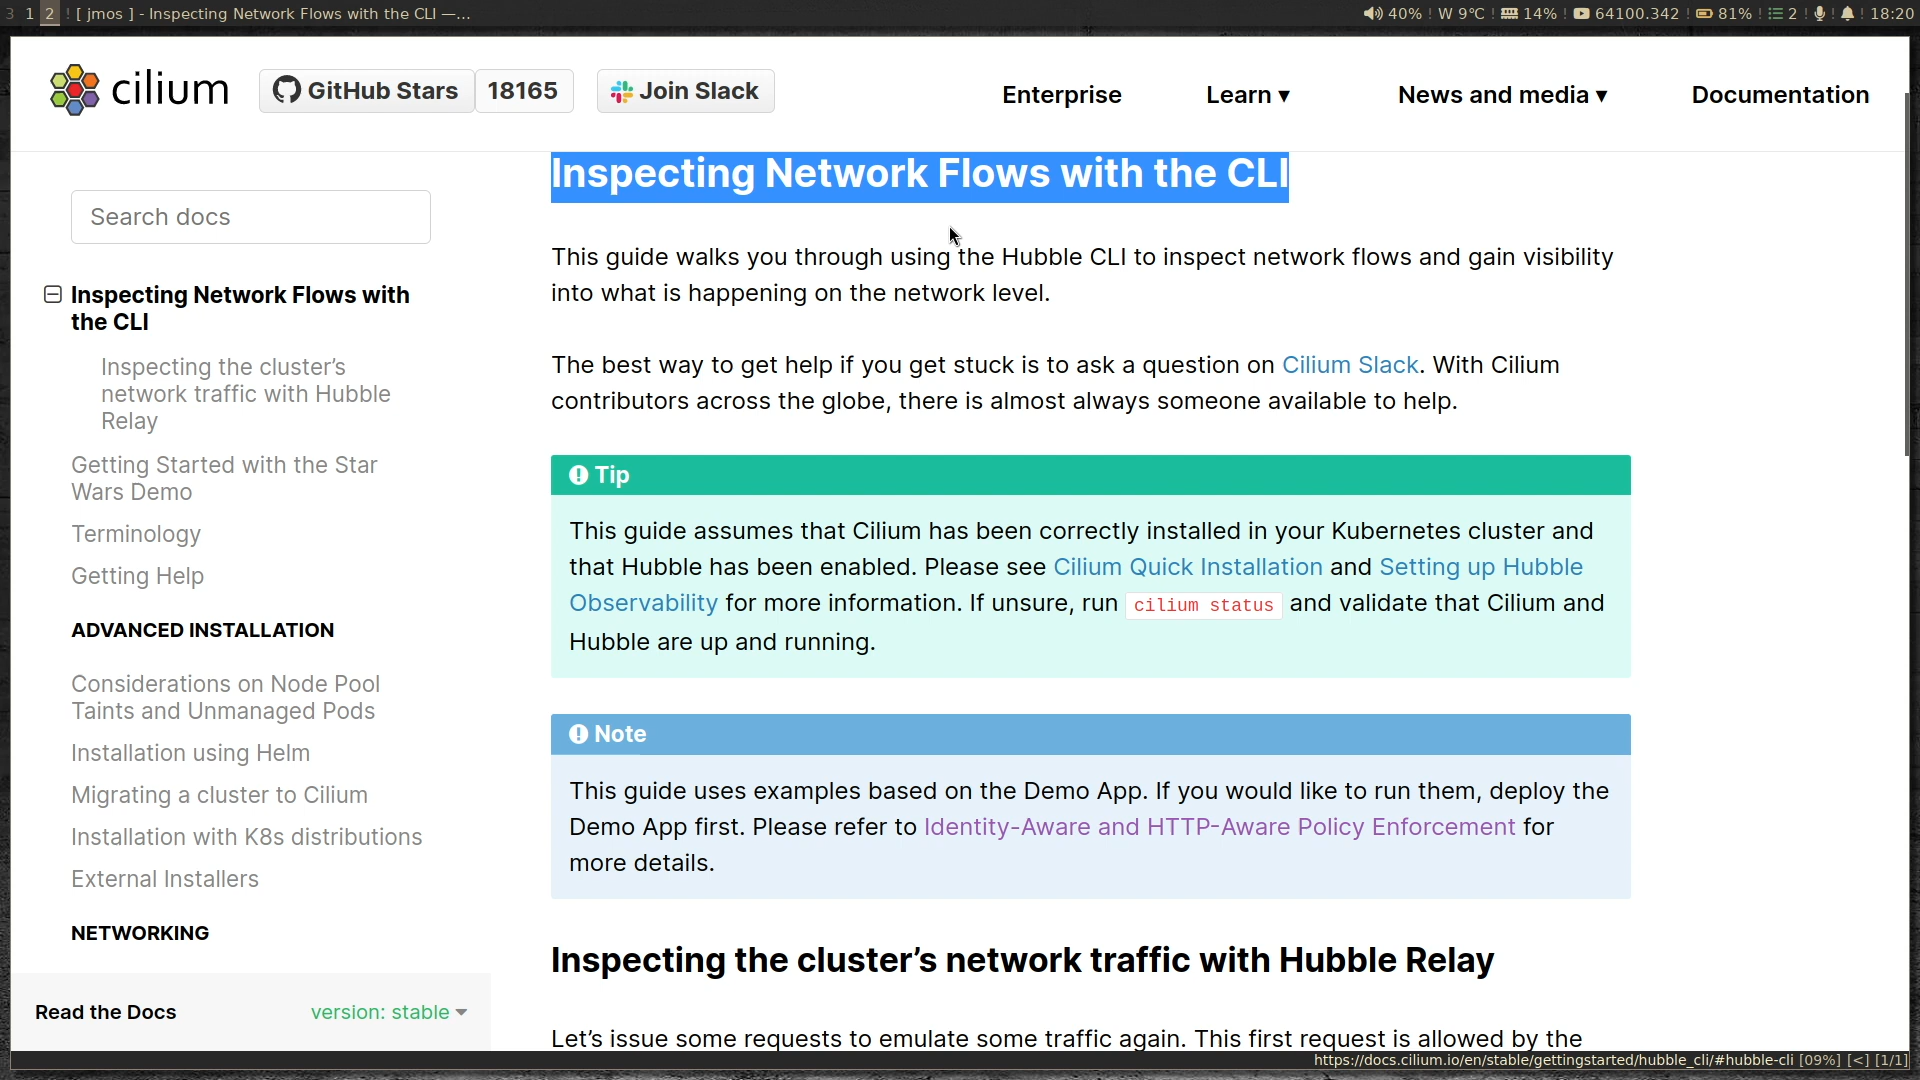 3 1 2 [ jmos ] - Inspecting Network Flows with the CLI —...
40% W 9°C 14% 64100.342 81% 2 18:20
cilium
GitHub Stars 18165
Join Slack
Enterprise
Learn ▾
News and media ▾
Documentation
Search docs
Inspecting Network Flows with
the CLI
Inspecting the cluster’s
network traffic with Hubble
Relay
Getting Started with the Star
Wars Demo
Terminology
Getting Help
ADVANCED INSTALLATION
Considerations on Node Pool
Taints and Unmanaged Pods
Installation using Helm
Migrating a cluster to Cilium
Installation with K8s distributions
External Installers
NETWORKING
Read the Docs
version: stable
Inspecting Network Flows with the CLI
This guide walks you through using the Hubble CLI to inspect network flows and gain visibility
into what is happening on the network level.
The best way to get help if you get stuck is to ask a question on Cilium Slack. With Cilium
contributors across the globe, there is almost always someone available to help.
Tip
This guide assumes that Cilium has been correctly installed in your Kubernetes cluster and
that Hubble has been enabled. Please see Cilium Quick Installation and Setting up Hubble
Observability for more information. If unsure, run cilium status and validate that Cilium and
Hubble are up and running.
Note
This guide uses examples based on the Demo App. If you would like to run them, deploy the
Demo App first. Please refer to Identity-Aware and HTTP-Aware Policy Enforcement for
more details.
Inspecting the cluster’s network traffic with Hubble Relay
Let’s issue some requests to emulate some traffic again. This first request is allowed by the
https://docs.cilium.io/en/stable/gettingstarted/hubble_cli/#hubble-cli [09%] [<] [1/1]